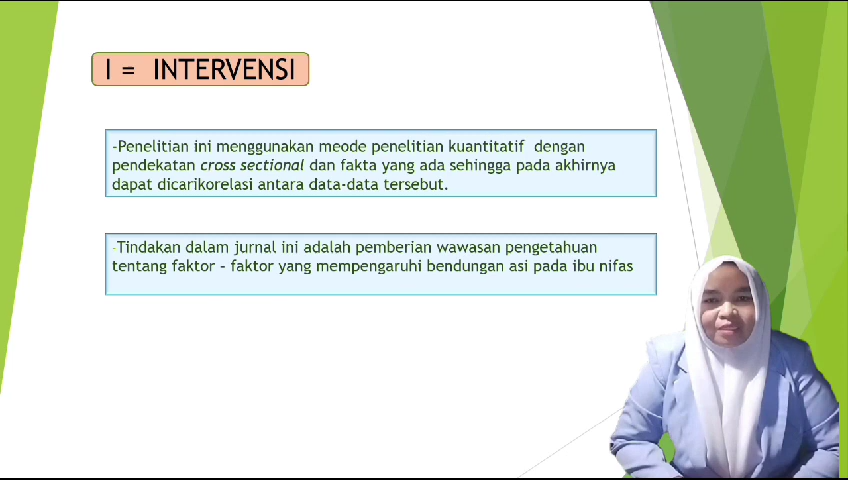 I = INTERVENSI
-Penelitian ini menggunakan meode penelitian kuantitatif dengan
pendekatan cross sectional dan fakta yang ada sehingga pada akhirnya
dapat dicarikorelasi antara data-data tersebut.
-Tindakan dalam jurnal ini adalah pemberian wawasan pengetahuan
tentang faktor – faktor yang mempengaruhi bendungan asi pada ibu nifas